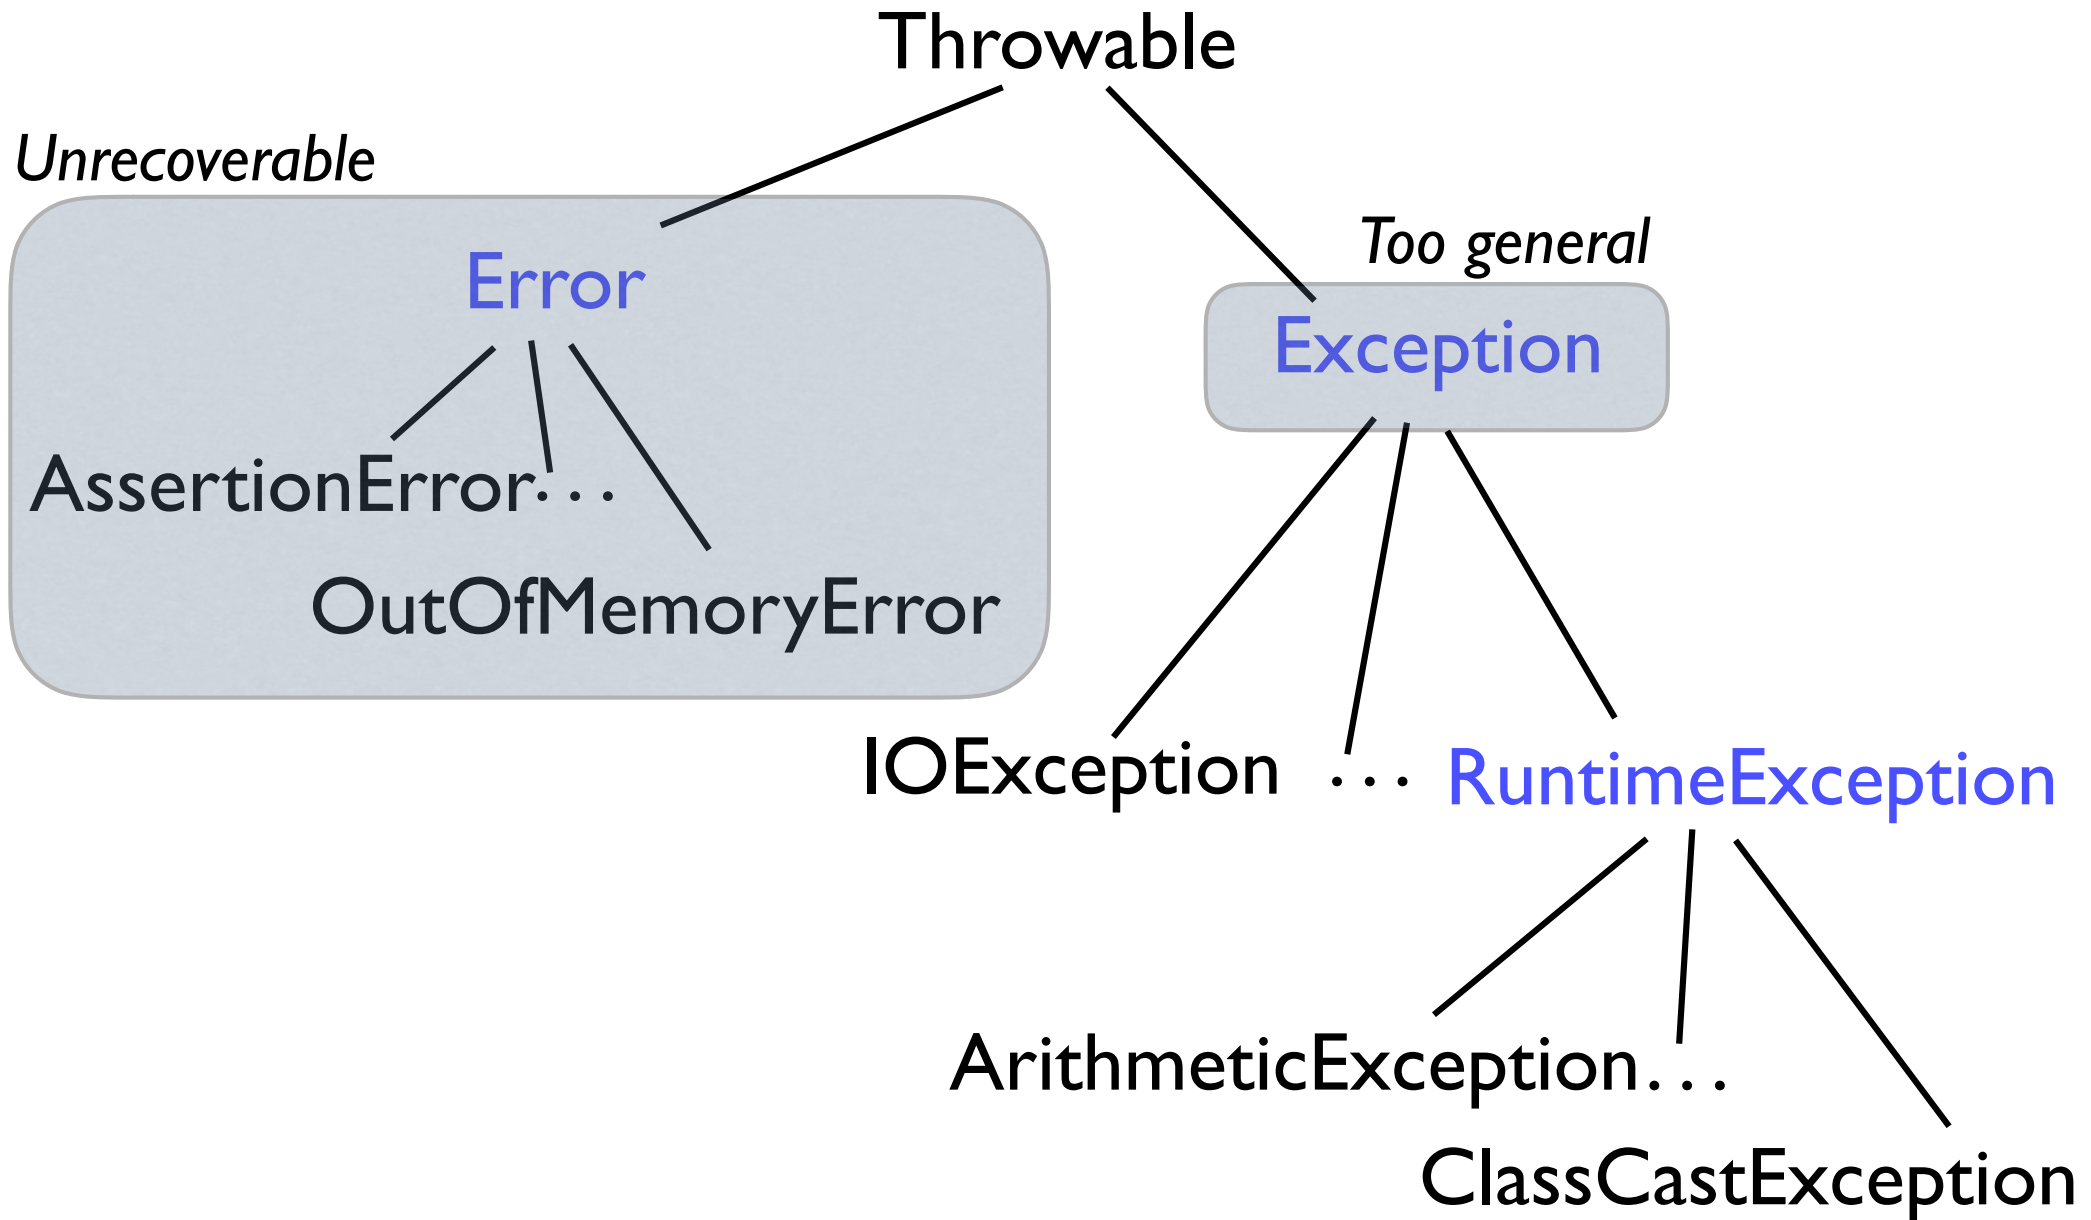 Throwable
Unrecoverable
Too general
Error
Exception
AssertionError...
OutOfMemoryError
IOException ... RuntimeException
ArithmeticException...
ClassCastException